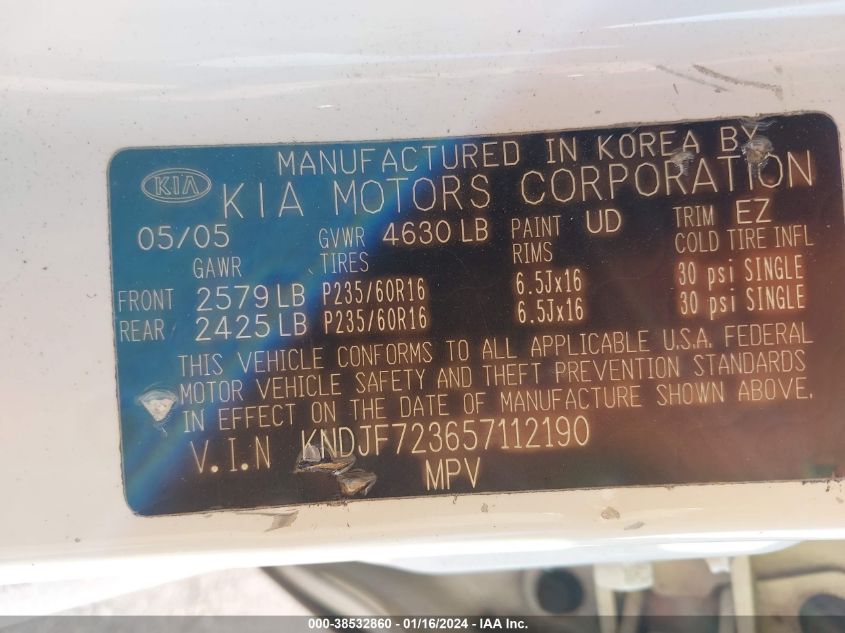 KIA
MANUFACTURED IN KOREA BY
KIA MOTORS CORPORATION
05/05 GVWR 4630 LB PAINT UD TRIM EZ
GAWR TIRES RIMS COLD TIRE INFL
FRONT 2579 LB P235/60R16 6.5Jx16 30 psi SINGLE
REAR 2425 LB P235/60R16 6.5Jx16 30 psi SINGLE
THIS VEHICLE CONFORMS TO ALL APPLICABLE U.S.A. FEDERAL
MOTOR VEHICLE SAFETY AND THEFT PREVENTION STANDARDS
IN EFFECT ON THE DATE OF MANUFACTURE SHOWN ABOVE.
V.I.N KNDJF723657112190
MPV
000-38532860 - 01/16/2024 - IAA Inc.